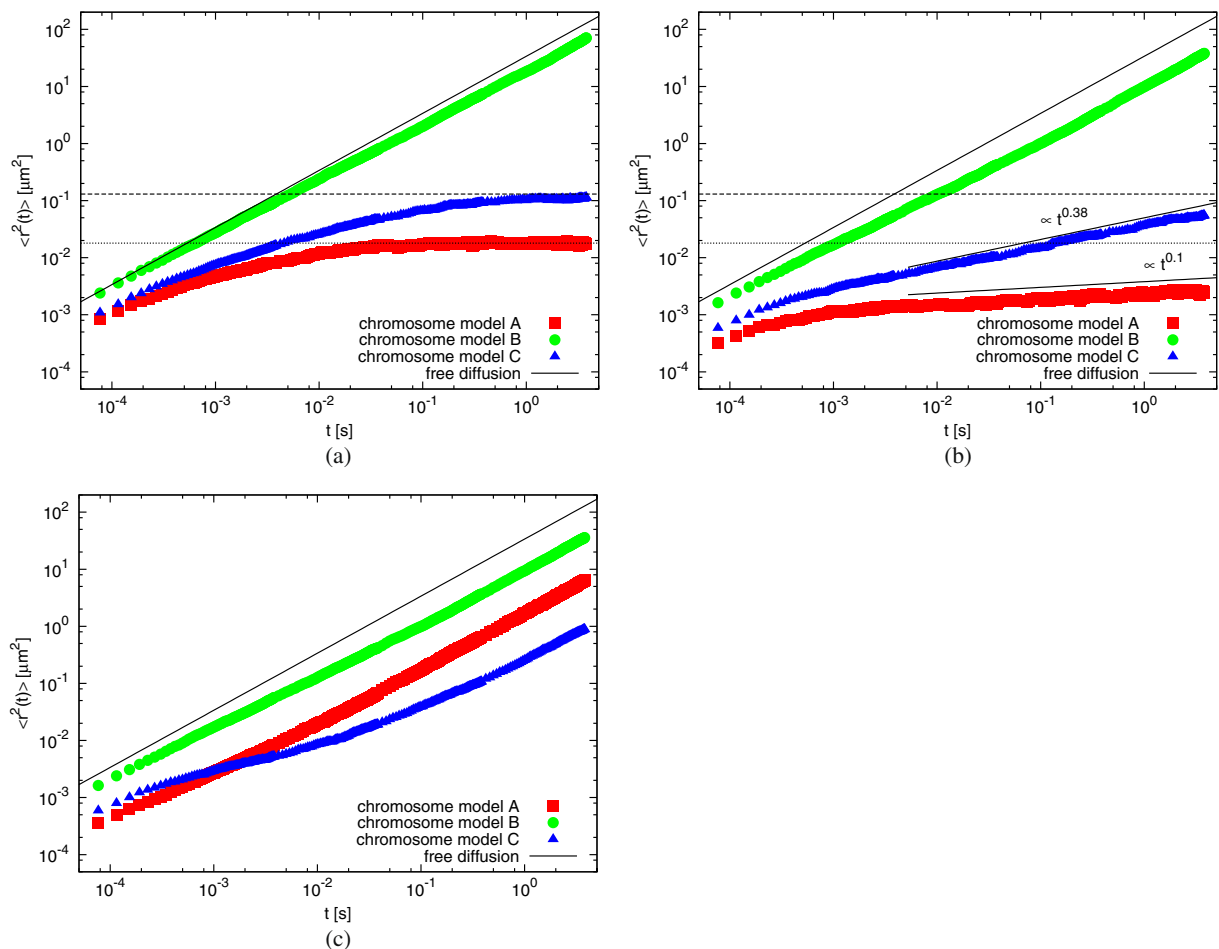 10^2
10^1
10^0
10^-1
10^-2
10^-3
10^-4
<r^2(t)> [μm^2]
chromosome model A
chromosome model B
chromosome model C
free diffusion
10^-4
10^-3
10^-2
10^-1
10^0
t [s]
(a)
10^2
10^1
10^0
10^-1
10^-2
10^-3
10^-4
<r^2(t)> [μm^2]
∝ t^0.38
∝ t^0.1
chromosome model A
chromosome model B
chromosome model C
free diffusion
10^-4
10^-3
10^-2
10^-1
10^0
t [s]
(b)
10^2
10^1
10^0
10^-1
10^-2
10^-3
10^-4
<r^2(t)> [μm^2]
chromosome model A
chromosome model B
chromosome model C
free diffusion
10^-4
10^-3
10^-2
10^-1
10^0
t [s]
(c)